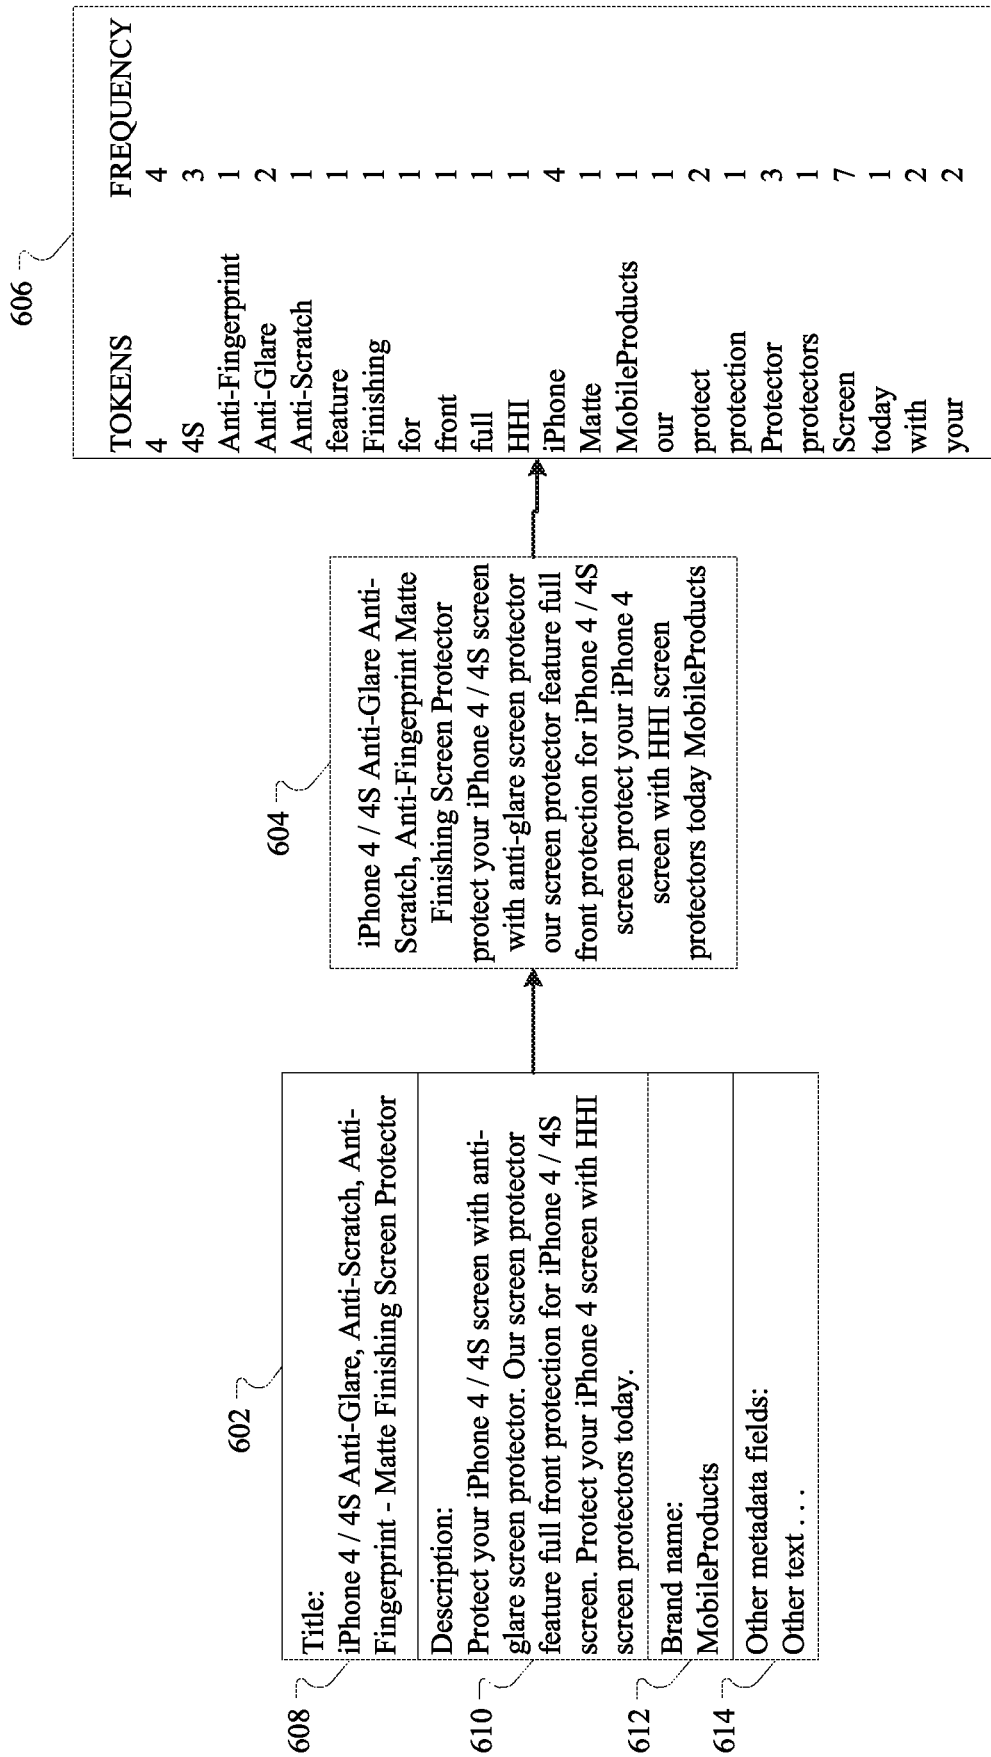 602
608
Title:
iPhone 4 / 4S Anti-Glare, Anti-Scratch, Anti-
Fingerprint - Matte Finishing Screen Protector
610
Description:
Protect your iPhone 4 / 4S screen with anti-
glare screen protector. Our screen protector
feature full front protection for iPhone 4 / 4S
screen. Protect your iPhone 4 screen with HHI
screen protectors today.
612
Brand name:
MobileProducts
614
Other metadata fields:
Other text . . .
604
iPhone 4 / 4S Anti-Glare Anti-
Scratch, Anti-Fingerprint Matte
Finishing Screen Protector
protect your iPhone 4 / 4S screen
with anti-glare screen protector
our screen protector feature full
front protection for iPhone 4 / 4S
screen protect your iPhone 4
screen with HHI screen
protectors today MobileProducts
606
TOKENS FREQUENCY
4 4
4S 3
Anti-Fingerprint 1
Anti-Glare 2
Anti-Scratch 1
feature 1
Finishing 1
for 1
front 1
full 1
HHI 1
iPhone 4
Matte 1
MobileProducts 1
our 1
protect 2
protection 1
Protector 3
protectors 1
Screen 7
today 1
with 2
your 2